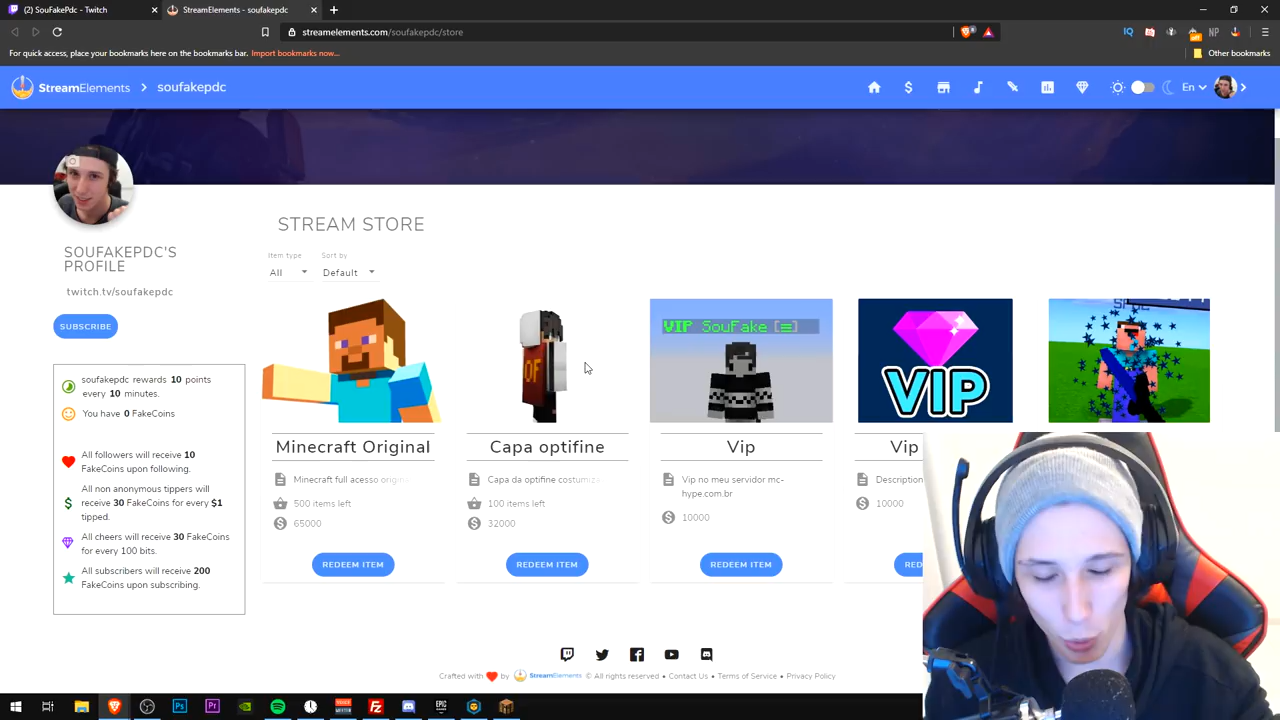 (2) SouFakePdc - Twitch
StreamElements - soufakepdc
streamelements.com/soufakepdc/store
For quick access, place your bookmarks here on the bookmarks bar. Import bookmarks now...
Other bookmarks
StreamElements
soufakepdc
En
STREAM STORE
SOUFAKEPDC'S
PROFILE
twitch.tv/soufakepdc
SUBSCRIBE
soufakepdc rewards 10 points
every 10 minutes.
You have 0 FakeCoins
All followers will receive 10
FakeCoins upon following.
All non anonymous tippers will
receive 30 FakeCoins for every $1
tipped.
All cheers will receive 30 FakeCoins
for every 100 bits.
All subscribers will receive 200
FakeCoins upon subscribing.
Item type
All
Sort by
Default
Minecraft Original
Minecraft full acesso
500 items left
65000
REDEEM ITEM
OF
Capa optifine
Capa da optifine
100 items left
32000
REDEEM ITEM
VIP SouFake [≡]
Vip
Vip no meu servidor mc-
hype.com.br
10000
REDEEM ITEM
VIP
Vip
Description
10000
RED
Crafted with by StreamElements © All rights reserved • Contact Us • Terms of Service • Privacy Policy